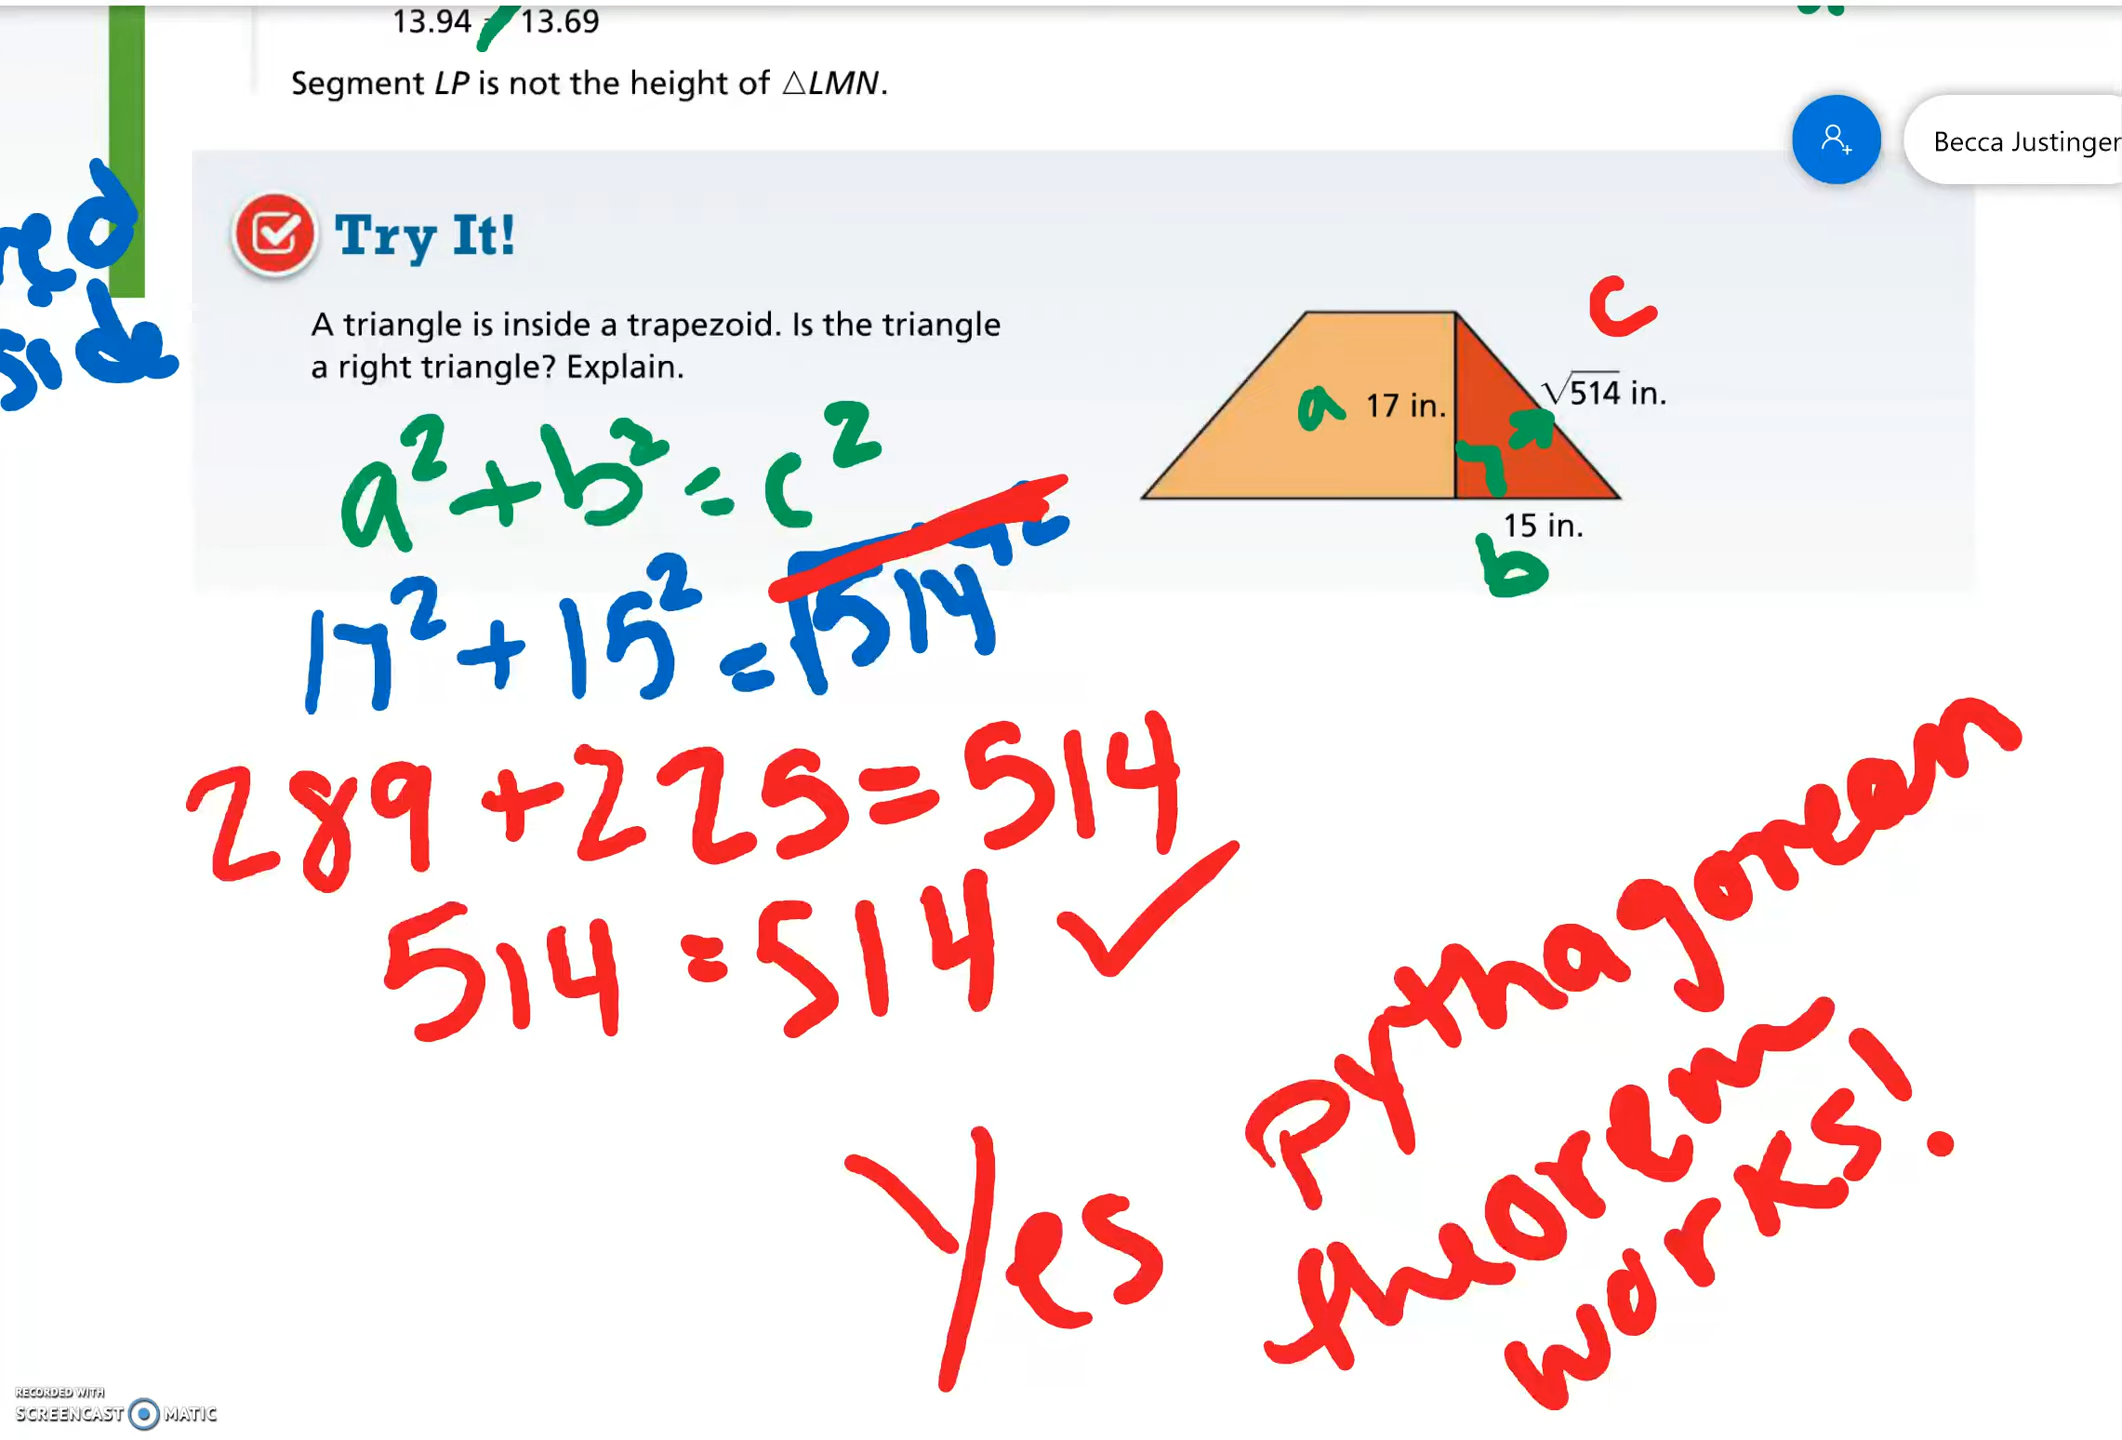 13.94 13.69
Segment LP is not the height of △LMN.
Becca Justinger
side
Try It!
A triangle is inside a trapezoid. Is the triangle
a right triangle? Explain.
c
√514 in.
a 17 in.
15 in.
b
a² + b² = c²
17² + 15² = √514²
289 + 225 = 514
514 = 514 ✓
Yes
pythagorean
theorem
works!
RECORDED WITH
SCREENCAST MATIC